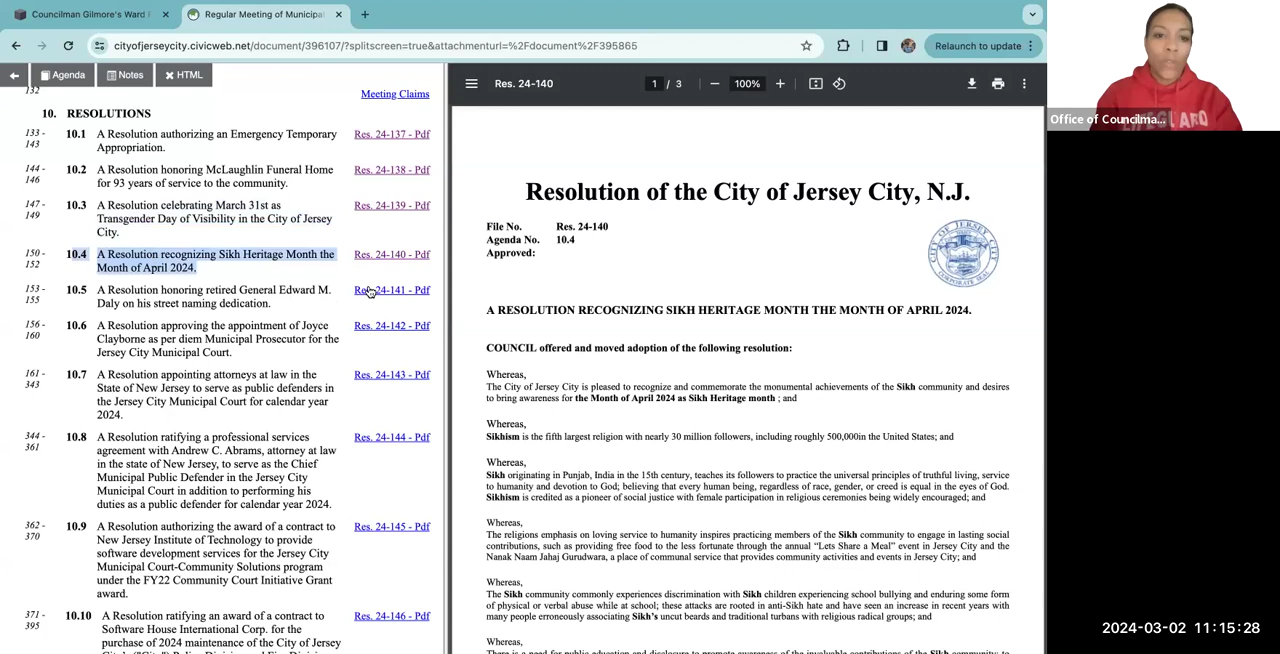 Councilman Gilmore's Ward
Regular Meeting of Municipal
cityofjerseycity.civicweb.net/document/396107/?splitscreen=true&attachmenturl=%2Fdocument%2F395865
Relaunch to update
Agenda
Notes
HTML
132
Meeting Claims
10. RESOLUTIONS
133 - 143
10.1 A Resolution authorizing an Emergency Temporary
Appropriation.
Res. 24-137 - Pdf
144 - 146
10.2 A Resolution honoring McLaughlin Funeral Home
for 93 years of service to the community.
Res. 24-138 - Pdf
147 - 149
10.3 A Resolution celebrating March 31st as
Transgender Day of Visibility in the City of Jersey
City.
Res. 24-139 - Pdf
150 - 152
10.4 A Resolution recognizing Sikh Heritage Month the
Month of April 2024.
Res. 24-140 - Pdf
153 - 155
10.5 A Resolution honoring retired General Edward M.
Daly on his street naming dedication.
Res. 24-141 - Pdf
156 - 160
10.6 A Resolution approving the appointment of Joyce
Clayborne as per diem Municipal Prosecutor for the
Jersey City Municipal Court.
Res. 24-142 - Pdf
161 - 343
10.7 A Resolution appointing attorneys at law in the
State of New Jersey to serve as public defenders in
the Jersey City Municipal Court for calendar year
2024.
Res. 24-143 - Pdf
344 - 361
10.8 A Resolution ratifying a professional services
agreement with Andrew C. Abrams, attorney at law
in the state of New Jersey, to serve as the Chief
Municipal Public Defender in the Jersey City
Municipal Court in addition to performing his
duties as a public defender for calendar year 2024.
Res. 24-144 - Pdf
362 - 370
10.9 A Resolution authorizing the award of a contract to
New Jersey Institute of Technology to provide
software development services for the Jersey City
Municipal Court-Community Solutions program
under the FY22 Community Court Initiative Grant
award.
Res. 24-145 - Pdf
371 - 395
10.10 A Resolution ratifying an award of a contract to
Software House International Corp. for the
purchase of 2024 maintenance of the City of Jersey
Res. 24-146 - Pdf
Res. 24-140
1 / 3
100%
Resolution of the City of Jersey City, N.J.
File No. Res. 24-140
Agenda No. 10.4
Approved:
CITY OF JERSEY CITY
CORPORATE SEAL
A RESOLUTION RECOGNIZING SIKH HERITAGE MONTH THE MONTH OF APRIL 2024.
COUNCIL offered and moved adoption of the following resolution:
Whereas,
The City of Jersey City is pleased to recognize and commemorate the monumental achievements of the Sikh community and desires
to bring awareness for the Month of April 2024 as Sikh Heritage month ; and
Whereas,
Sikhism is the fifth largest religion with nearly 30 million followers, including roughly 500,000in the United States; and
Whereas,
Sikh originating in Punjab, India in the 15th century, teaches its followers to practice the universal principles of truthful living, service
to humanity and devotion to God; believing that every human being, regardless of race, gender, or creed is equal in the eyes of God.
Sikhism is credited as a pioneer of social justice with female participation in religious ceremonies being widely encouraged; and
Whereas,
The religions emphasis on loving service to humanity inspires practicing members of the Sikh community to engage in lasting social
contributions, such as providing free food to the less fortunate through the annual “Lets Share a Meal” event in Jersey City and the
Nanak Naam Jahaj Gurudwara, a place of communal service that provides community activities and events in Jersey City; and
Whereas,
The Sikh community commonly experiences discrimination with Sikh children experiencing school bullying and enduring some form
of physical or verbal abuse while at school; these attacks are rooted in anti-Sikh hate and have seen an increase in recent years with
many people erroneously associating Sikh's uncut beards and traditional turbans with religious radical groups; and
Whereas,
There is a need for public education and disclosure to promote awareness of the invaluable contributions of the Sikh community; to
Office of Councilma...
2024-03-02 11:15:28